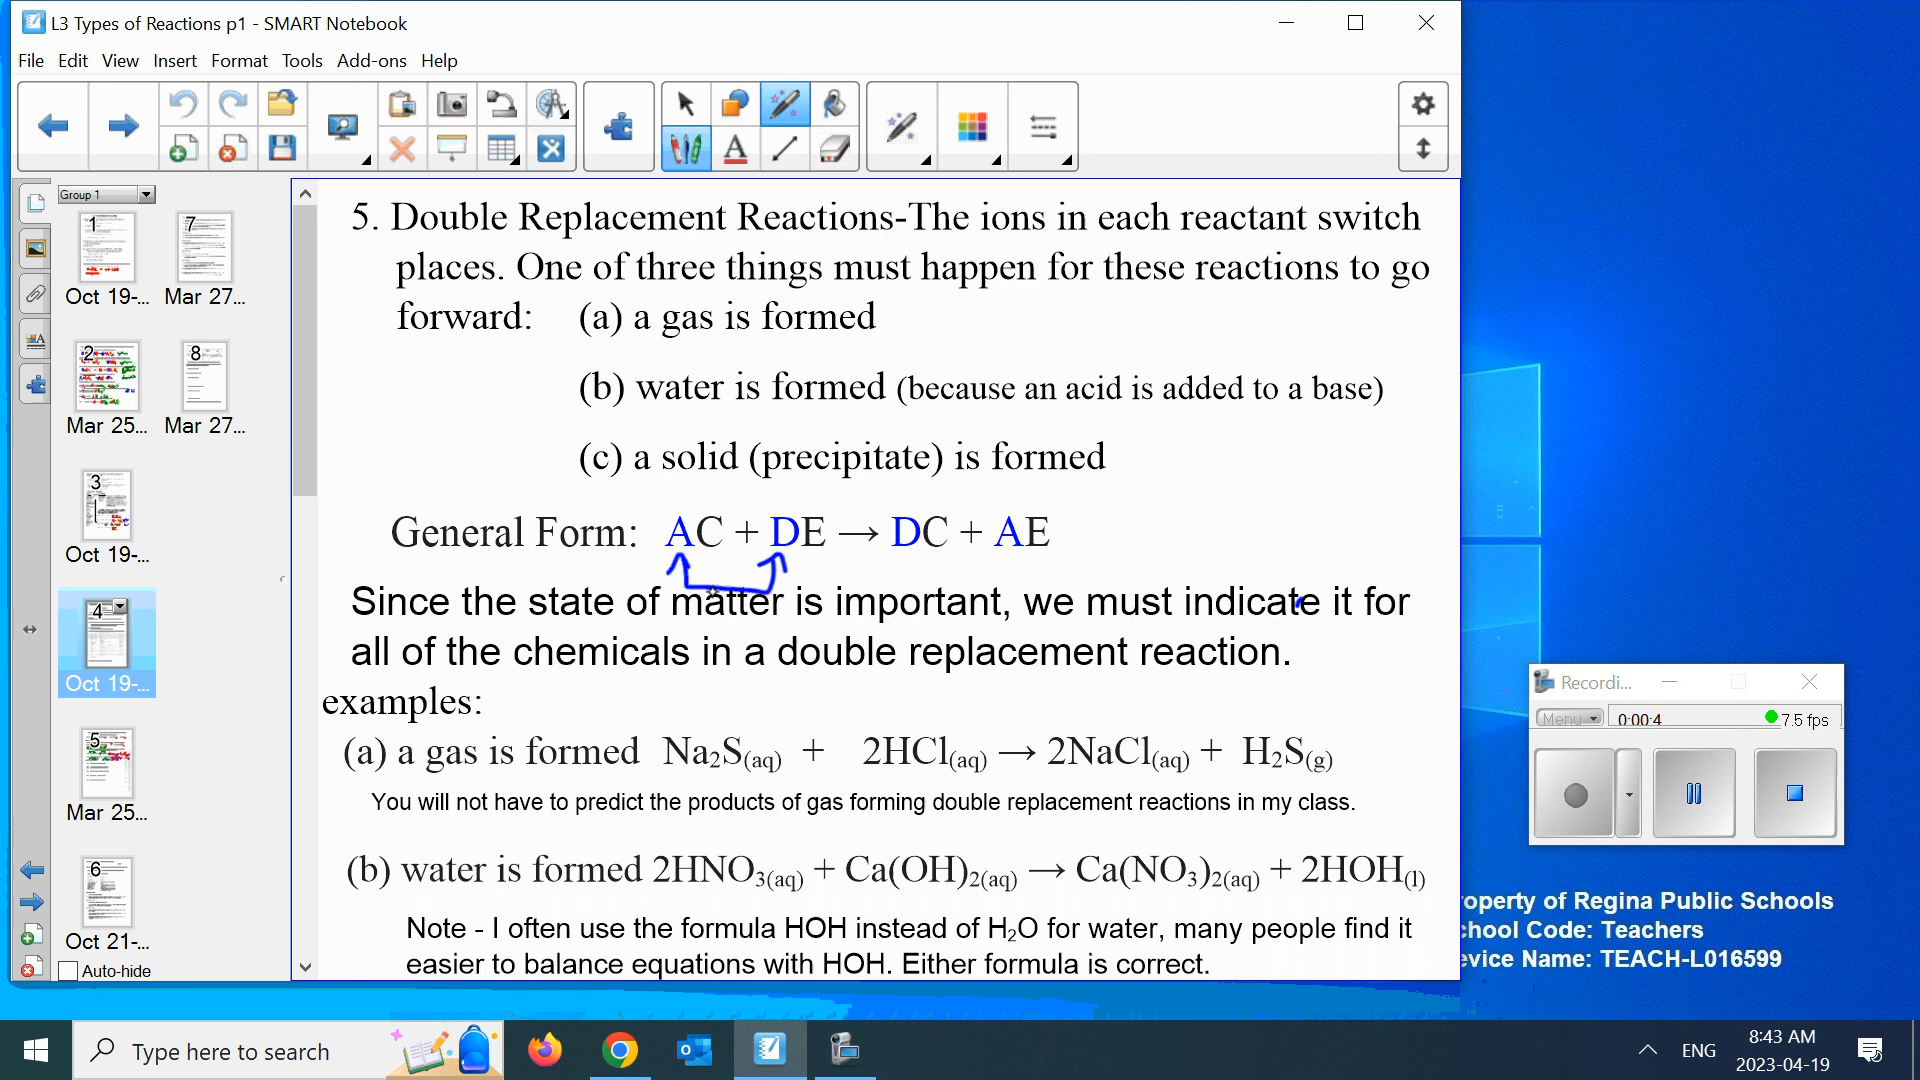 L3 Types of Reactions p1 - SMART Notebook
File Edit View Insert Format Tools Add-ons Help
Group 1
1 7
Oct 19-... Mar 27...
2 8
Mar 25... Mar 27...
3
Oct 19-...
4
Oct 19-...
5
Mar 25...
6
Oct 21-...
Auto-hide
5. Double Replacement Reactions-The ions in each reactant switch
places. One of three things must happen for these reactions to go
forward: (a) a gas is formed
(b) water is formed (because an acid is added to a base)
(c) a solid (precipitate) is formed
General Form: AC + DE → DC + AE
Since the state of matter is important, we must indicate it for
all of the chemicals in a double replacement reaction.
examples:
(a) a gas is formed Na₂S(aq) + 2HCl(aq) → 2NaCl(aq) + H₂S(g)
You will not have to predict the products of gas forming double replacement reactions in my class.
(b) water is formed 2HNO₃(aq) + Ca(OH)₂(aq) → Ca(NO₃)₂(aq) + 2HOH(l)
Note - I often use the formula HOH instead of H₂O for water, many people find it
easier to balance equations with HOH. Either formula is correct.
Recordi...
Menu 0:00:4 7.5 fps
roperty of Regina Public Schools
chool Code: Teachers
evice Name: TEACH-L016599
Type here to search
ENG
8:43 AM
2023-04-19